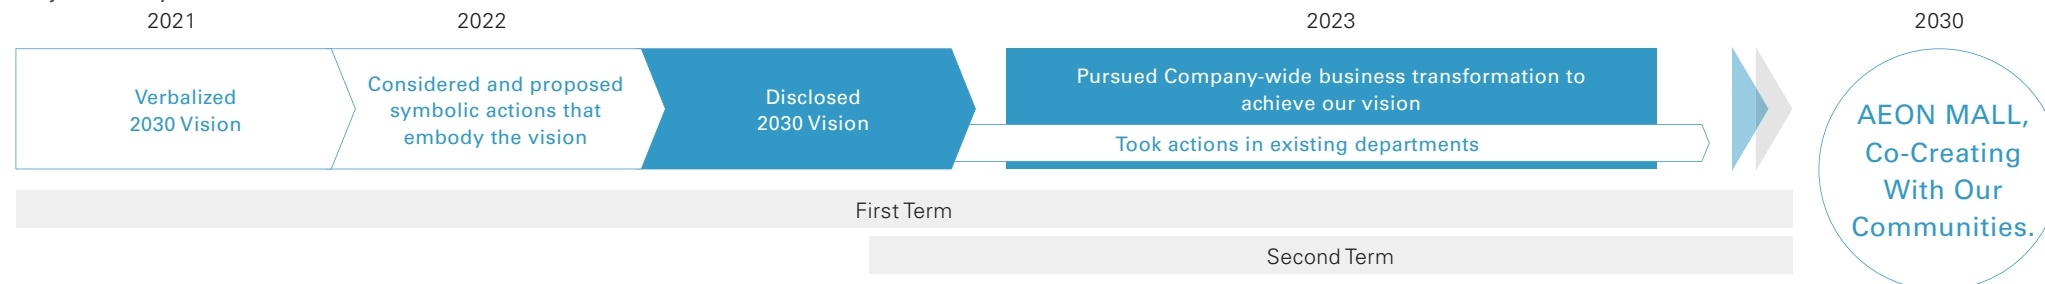 2021
2022
2023
2030
Verbalized
2030 Vision
Considered and proposed
symbolic actions that
embody the vision
Disclosed
2030 Vision
Pursued Company-wide business transformation to
achieve our vision
Took actions in existing departments
AEON MALL,
Co-Creating
With Our
Communities.
First Term
Second Term